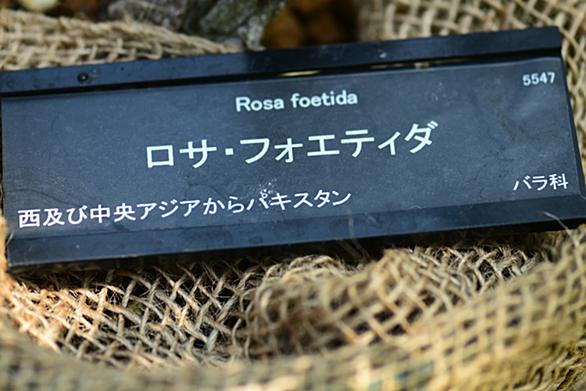 5547
Rosa foetida
ロサ・フォエティダ
バラ科
西及び中央アジアからパキスタン